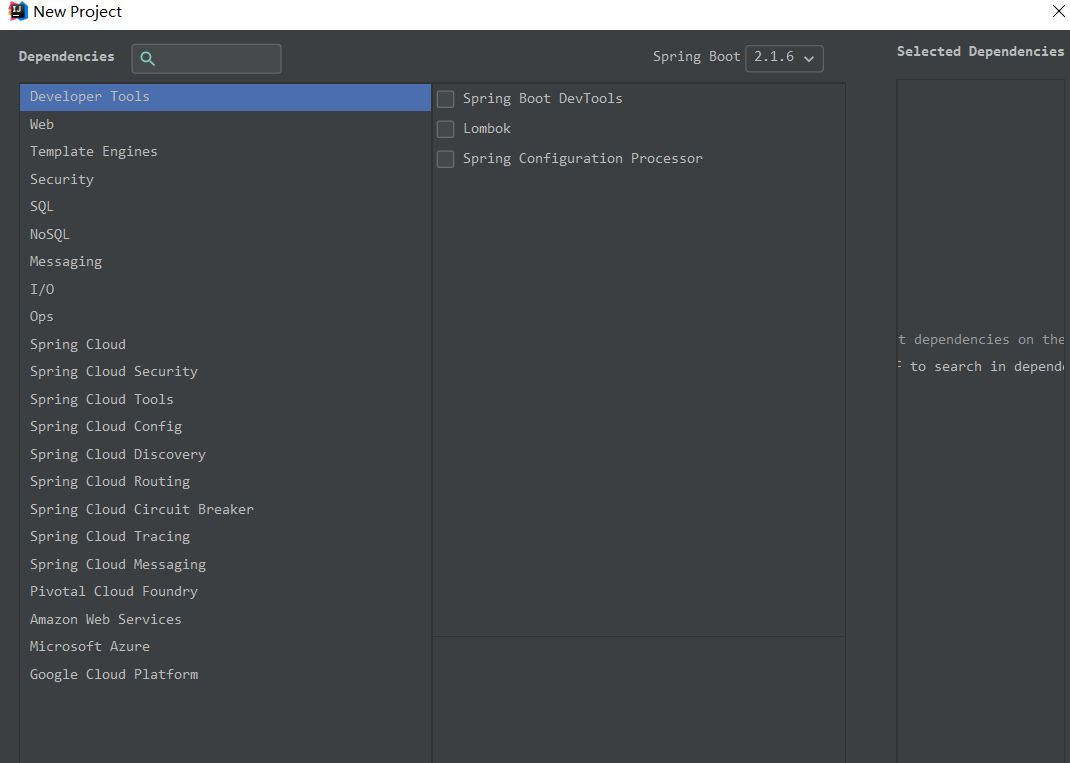 New Project
Dependencies
Spring Boot 2.1.6
Selected Dependencies
Developer Tools
Web
Template Engines
Security
SQL
NoSQL
Messaging
I/O
Ops
Spring Cloud
Spring Cloud Security
Spring Cloud Tools
Spring Cloud Config
Spring Cloud Discovery
Spring Cloud Routing
Spring Cloud Circuit Breaker
Spring Cloud Tracing
Spring Cloud Messaging
Pivotal Cloud Foundry
Amazon Web Services
Microsoft Azure
Google Cloud Platform
Spring Boot DevTools
Lombok
Spring Configuration Processor
t dependencies on the
F to search in depend